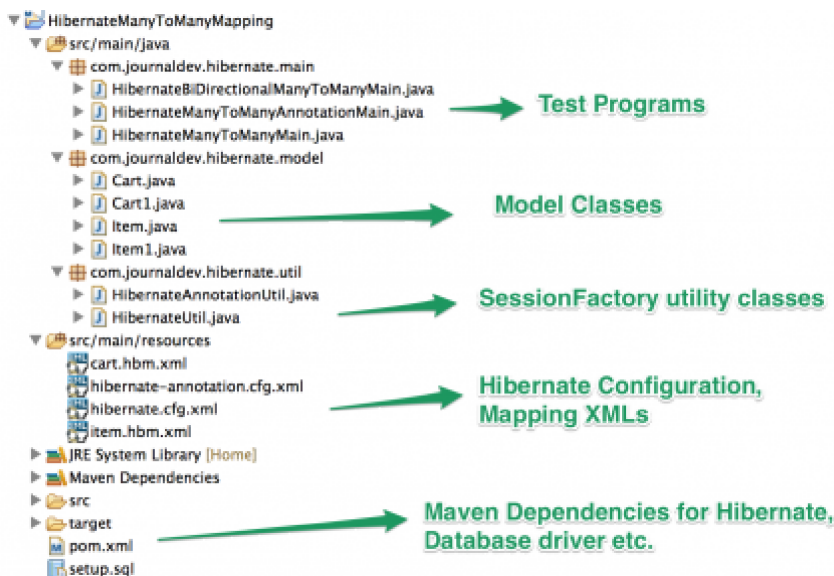 HibernateManyToManyMapping
src/main/java
com.journaldev.hibernate.main
HibernateBiDirectionalManyToManyMain.java
HibernateManyToManyAnnotationMain.java
HibernateManyToManyMain.java
Test Programs
com.journaldev.hibernate.model
Cart.java
Cart1.java
Item.java
Item1.java
Model Classes
com.journaldev.hibernate.util
HibernateAnnotationUtil.java
HibernateUtil.java
SessionFactory utility classes
src/main/resources
cart.hbm.xml
hibernate-annotation.cfg.xml
hibernate.cfg.xml
item.hbm.xml
Hibernate Configuration,
Mapping XMLs
JRE System Library [Home]
Maven Dependencies
src
target
pom.xml
setup.sql
Maven Dependencies for Hibernate,
Database driver etc.